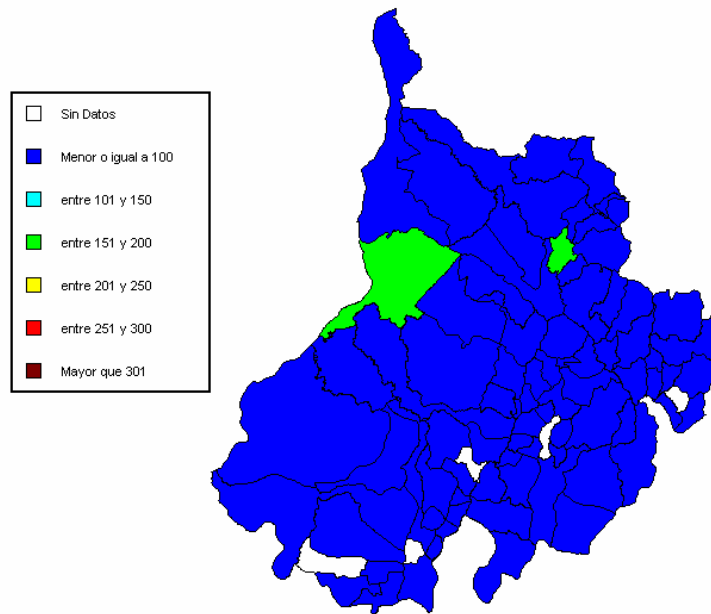 Sin Datos
Menor o igual a 100
entre 101 y 150
entre 151 y 200
entre 201 y 250
entre 251 y 300
Mayor que 301